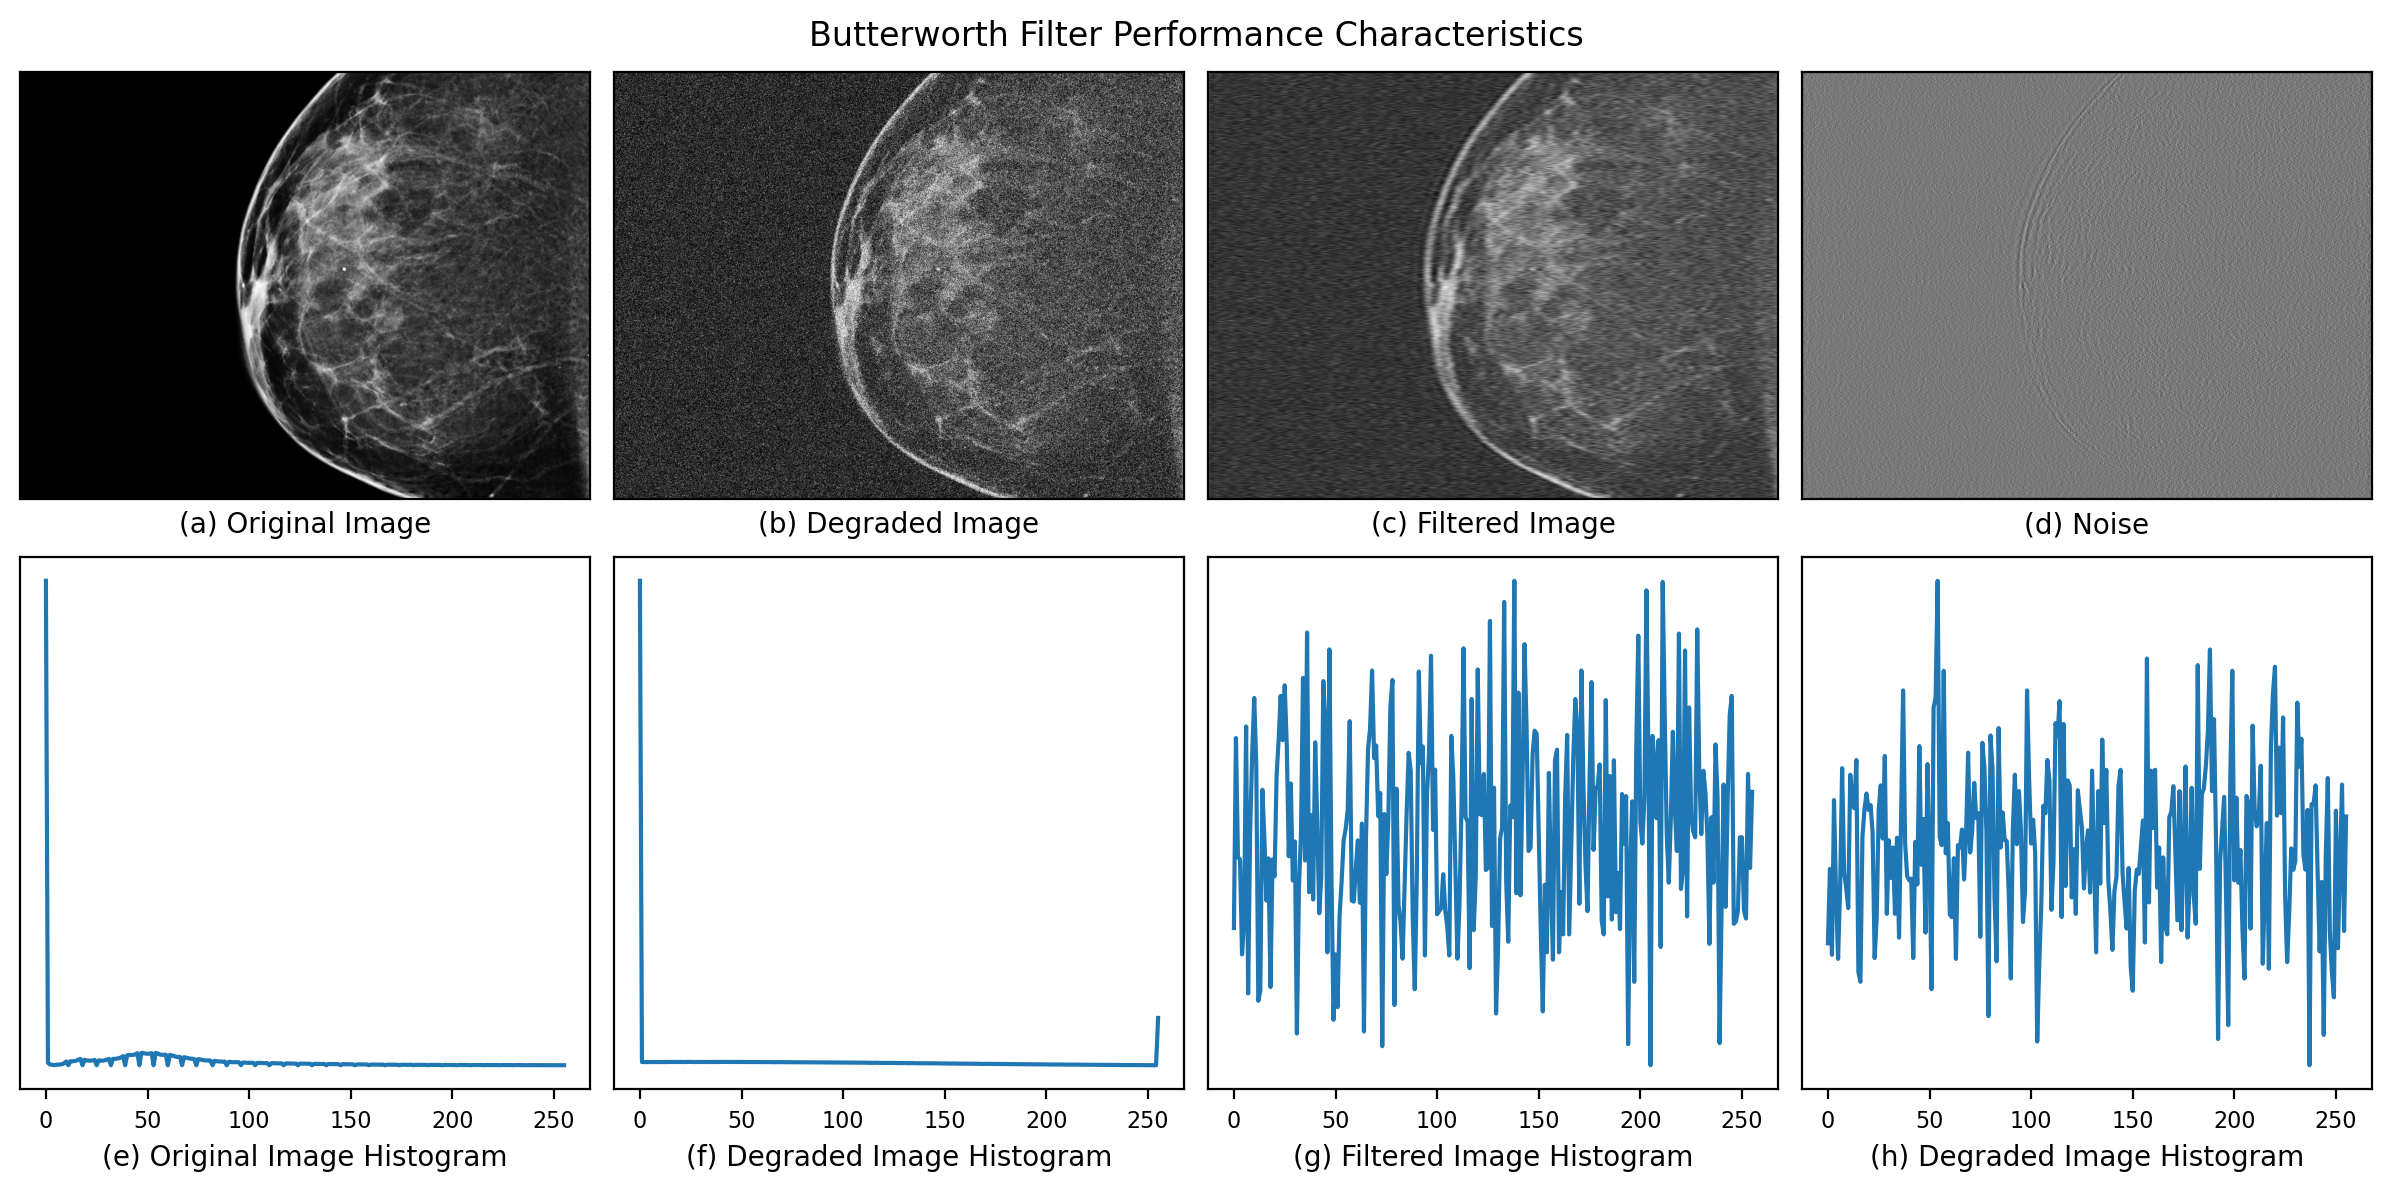 Butterworth Filter Performance Characteristics
(a) Original Image
(b) Degraded Image
(c) Filtered Image
(d) Noise
0 50 100 150 200 250
(e) Original Image Histogram
0 50 100 150 200 250
(f) Degraded Image Histogram
0 50 100 150 200 250
(g) Filtered Image Histogram
0 50 100 150 200 250
(h) Degraded Image Histogram